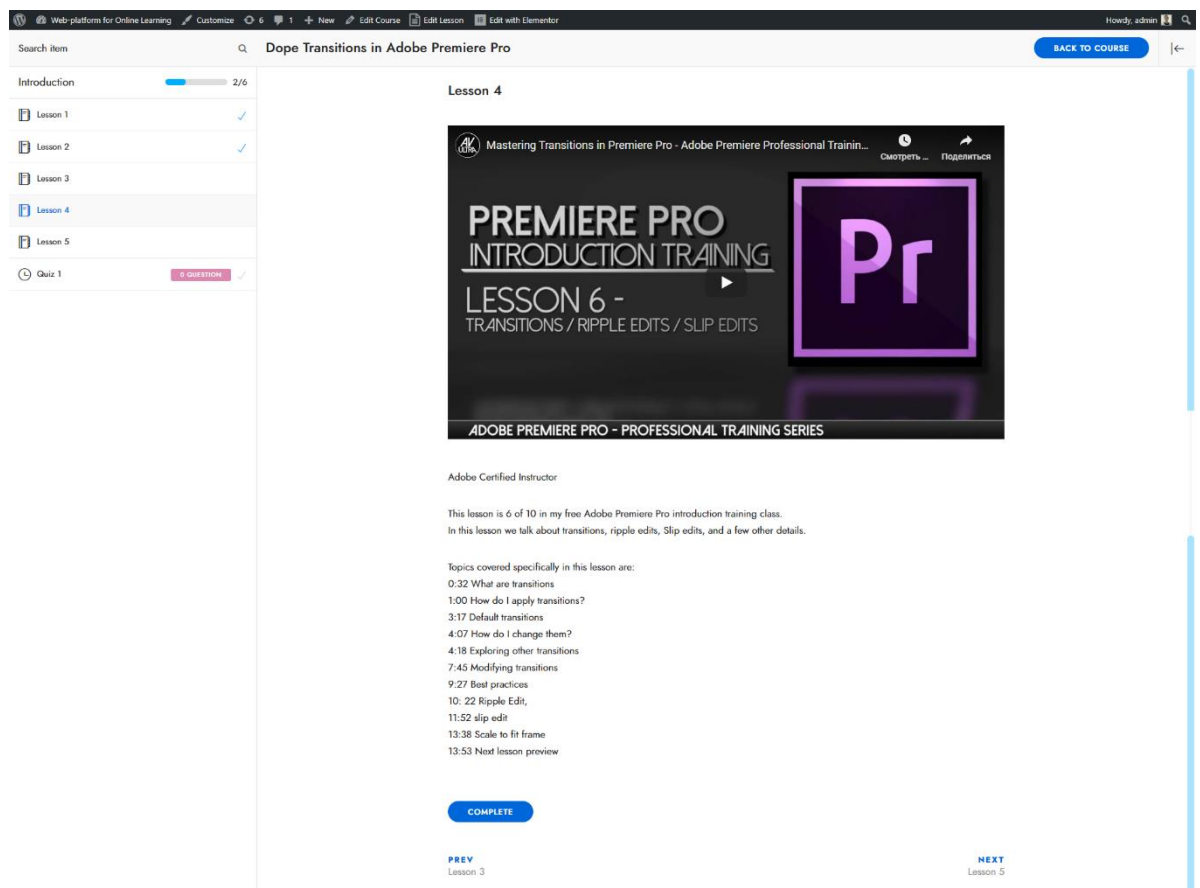 Web-platform for Online Learning Customize 6 1 New Edit Course Edit Lesson Edit with Elementor Howdy, admin
Search item
Dope Transitions in Adobe Premiere Pro
BACK TO COURSE
Introduction 2/6
Lesson 1
Lesson 2
Lesson 3
Lesson 4
Lesson 5
Quiz 1 0 QUESTION
Lesson 4
Mastering Transitions in Premiere Pro - Adobe Premiere Professional Trainin...
Смотреть ... Поделиться
PREMIERE PRO
INTRODUCTION TRAINING
LESSON 6 -
TRANSITIONS / RIPPLE EDITS / SLIP EDITS
Pr
ADOBE PREMIERE PRO - PROFESSIONAL TRAINING SERIES
Adobe Certified Instructor
This lesson is 6 of 10 in my free Adobe Premiere Pro introduction training class.
In this lesson we talk about transitions, ripple edits, Slip edits, and a few other details.
Topics covered specifically in this lesson are:
0:32 What are transitions
1:00 How do I apply transitions?
3:17 Default transitions
4:07 How do I change them?
4:18 Exploring other transitions
7:45 Modifying transitions
9:27 Best practices
10: 22 Ripple Edit,
11:52 slip edit
13:38 Scale to fit frame
13:53 Next lesson preview
COMPLETE
PREV NEXT
Lesson 3 Lesson 5